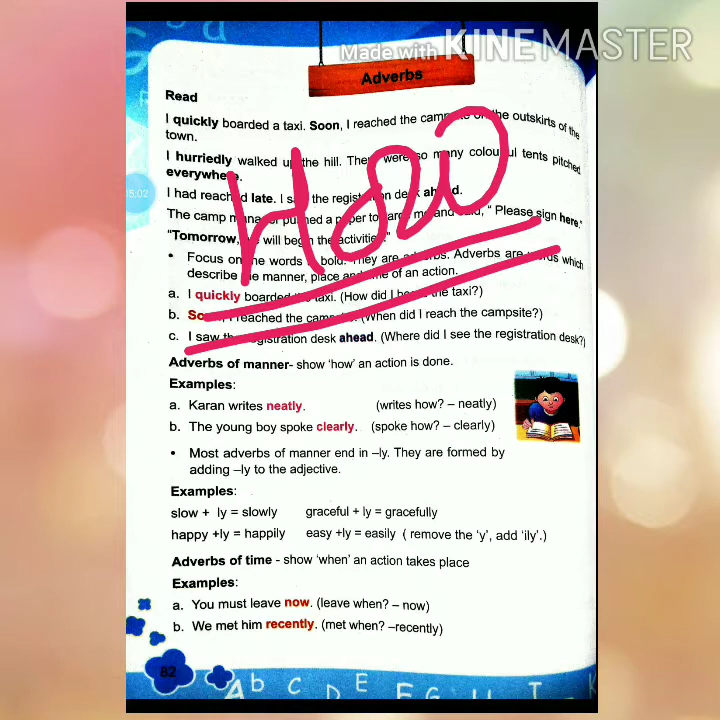 Made with KINEMASTER
Adverbs
Read
I quickly boarded a taxi. Soon, I reached the the outskirts of the
town.
I hurriedly walked up the hill. There were so many colourful tents pitched
everywhere.
15:02
I had reached late. I saw the registration desk ahead.
The camp manager pushed a paper towards me and said, " Please sign here."
"Tomorrow, will begin the activities."
• Focus on the words in bold. They are adverbs. Adverbs are words which
describe the manner, place and time of an action.
a. I quickly boarded the taxi. (How did I board the taxi?)
b. Soon, I reached the campsite. (When did I reach the campsite?)
c. I saw the registration desk ahead. (Where did I see the registration desk?)
Adverbs of manner- show 'how' an action is done.
Examples:
a. Karan writes neatly. (writes how? – neatly)
b. The young boy spoke clearly. (spoke how? – clearly)
• Most adverbs of manner end in –ly. They are formed by
adding –ly to the adjective.
Examples:
slow + ly = slowly graceful + ly = gracefully
happy +ly = happily easy +ly = easily ( remove the 'y', add 'ily'.)
Adverbs of time - show 'when' an action takes place
Examples:
a. You must leave now. (leave when? – now)
b. We met him recently. (met when? –recently)
82
A b C D E F G H I K